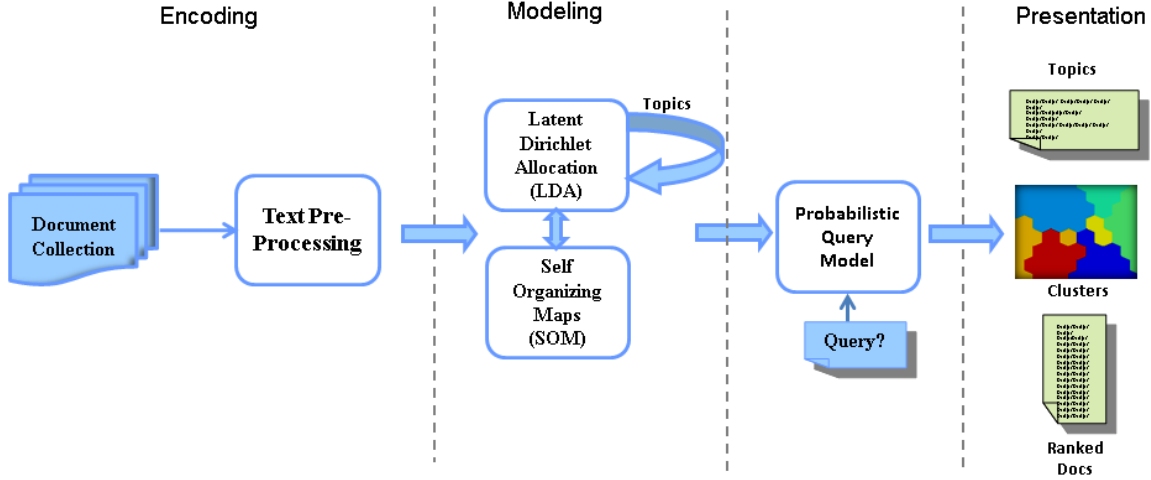 Encoding
Modeling
Presentation
Document
Collection
Text Pre-
Processing
Latent
Dirichlet
Allocation
(LDA)
Topics
Self
Organizing
Maps
(SOM)
Probabilistic
Query
Model
Query?
Topics
Clusters
Ranked
Docs